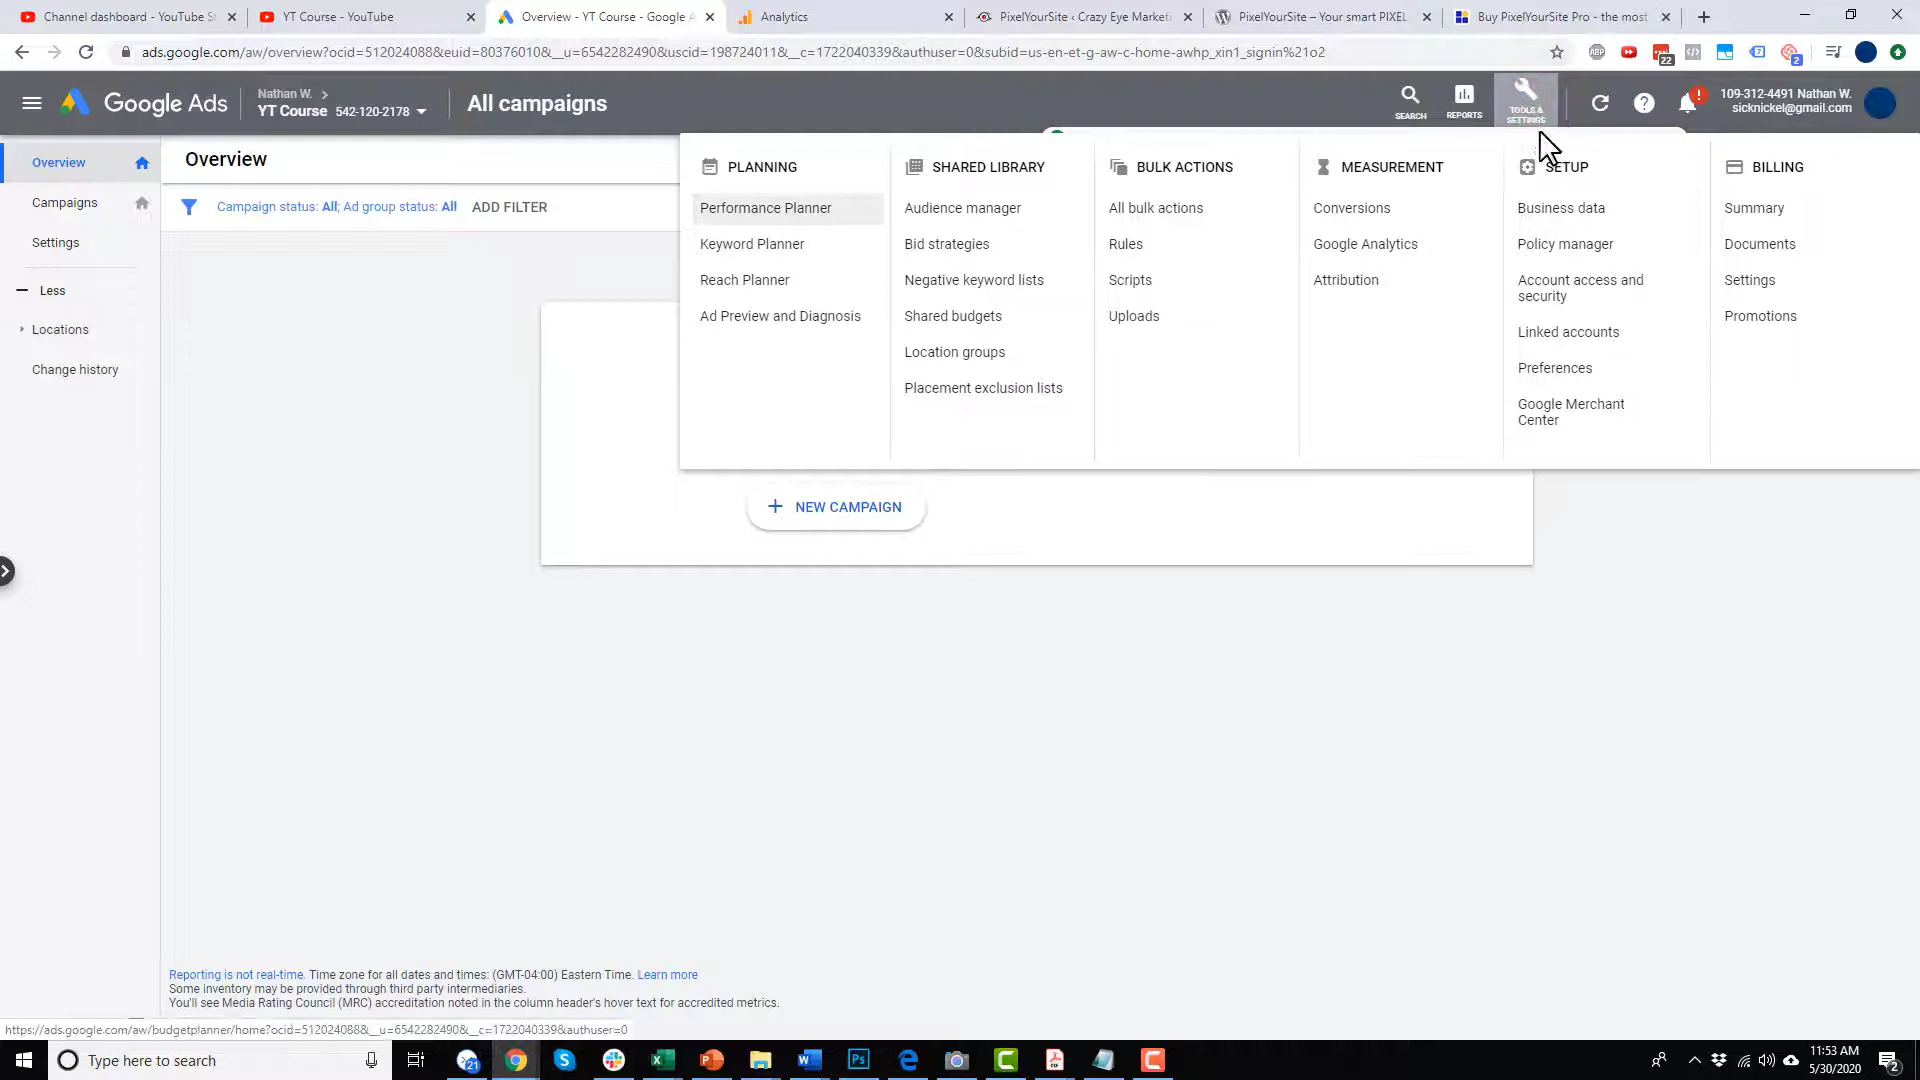 Channel dashboard - YouTube S
YT Course - YouTube
Overview - YT Course - Google A
Analytics
PixelYourSite ‹ Crazy Eye Marketi
PixelYourSite – Your smart PIXEL
Buy PixelYourSite Pro - the most
ads.google.com/aw/overview?ocid=512024088&euid=80376010&__u=6542282490&uscid=198724011&__c=1722040339&authuser=0&subid=us-en-et-g-aw-c-home-awhp_xin1_signin%21o2
ABP
22
7
2
Google Ads
Nathan W.
YT Course 542-120-2178
All campaigns
SEARCH
REPORTS
TOOLS &
SETTINGS
109-312-4491 Nathan W.
sicknickel@gmail.com
Overview
Campaigns
Settings
Less
Locations
Change history
Overview
Campaign status: All; Ad group status: All ADD FILTER
PLANNING
Performance Planner
Keyword Planner
Reach Planner
Ad Preview and Diagnosis
SHARED LIBRARY
Audience manager
Bid strategies
Negative keyword lists
Shared budgets
Location groups
Placement exclusion lists
BULK ACTIONS
All bulk actions
Rules
Scripts
Uploads
MEASUREMENT
Conversions
Google Analytics
Attribution
SETUP
Business data
Policy manager
Account access and
security
Linked accounts
Preferences
Google Merchant
Center
BILLING
Summary
Documents
Settings
Promotions
+ NEW CAMPAIGN
Reporting is not real-time. Time zone for all dates and times: (GMT-04:00) Eastern Time. Learn more
Some inventory may be provided through third party intermediaries.
You'll see Media Rating Council (MRC) accreditation noted in the column header's hover text for accredited metrics.
https://ads.google.com/aw/budgetplanner/home?ocid=512024088&__u=6542282490&__c=1722040339&authuser=0
Type here to search
21
11:53 AM
5/30/2020
2